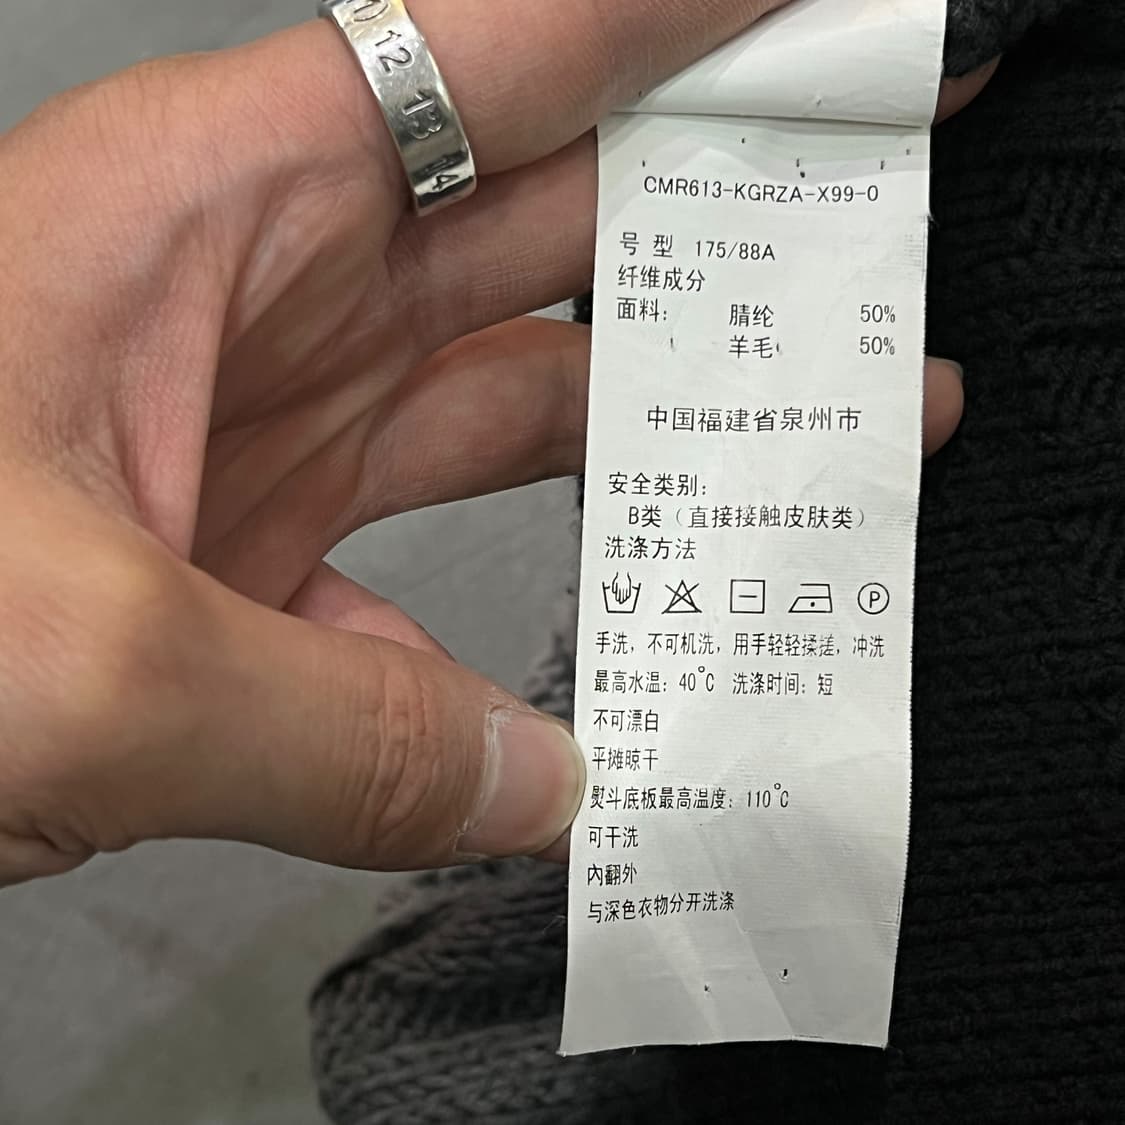 12
13
14
CMR613-KGRZA-X99-0
号 型 175/88A
纤维成分
面料： 腈纶 50%
羊毛 50%
中国福建省泉州市
安全类别：
B类（直接接触皮肤类）
洗涤方法
P
手洗，不可机洗，用手轻轻揉搓，冲洗
最高水温：40℃ 洗涤时间：短
不可漂白
平摊晾干
熨斗底板最高温度：110℃
可干洗
内翻外
与深色衣物分开洗涤